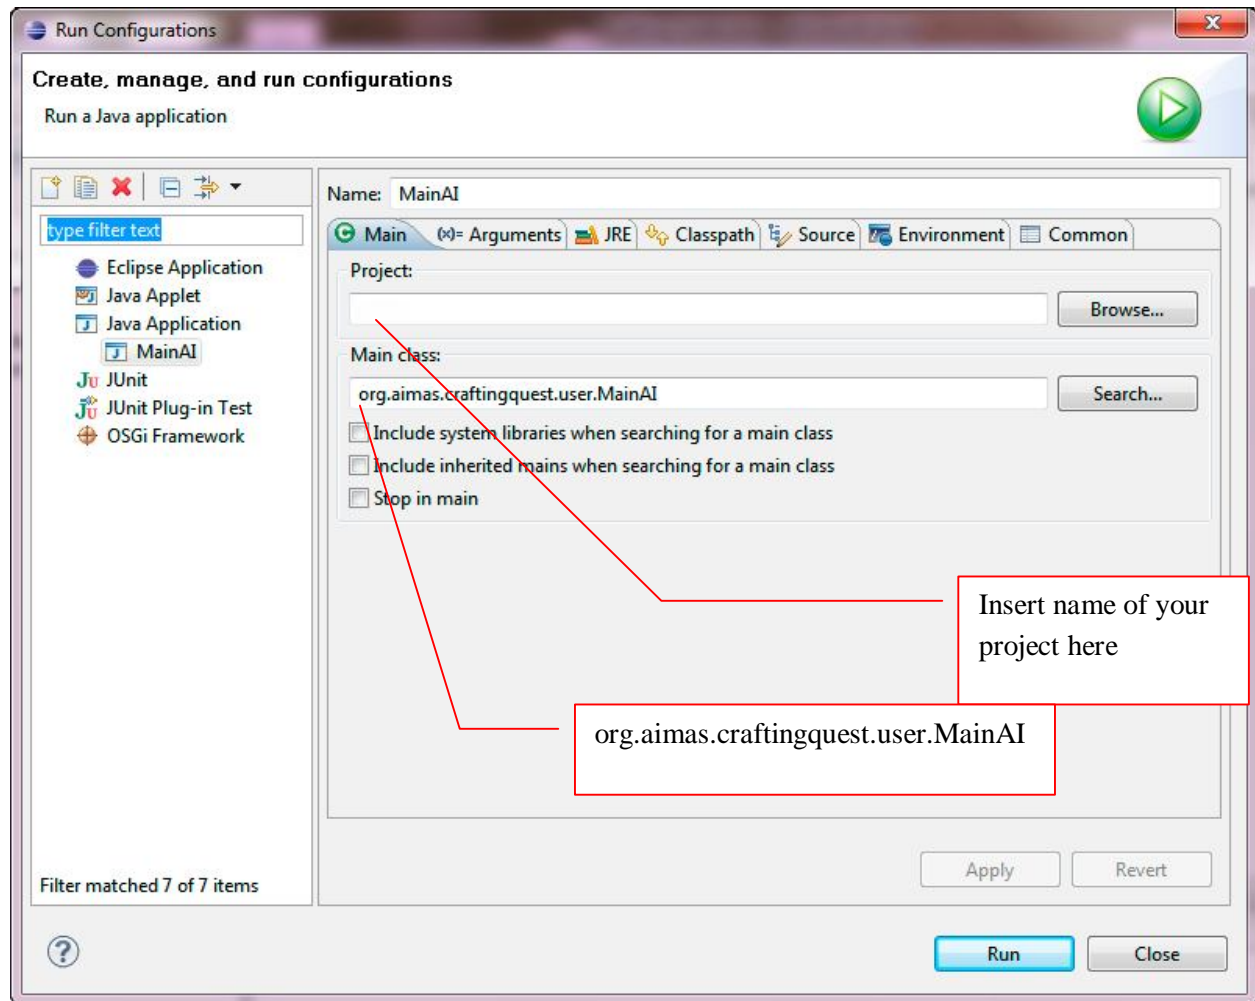 Run Configurations
X
Create, manage, and run configurations
Run a Java application
Name: MainAI
type filter text
Main (x)= Arguments JRE Classpath Source Environment Common
Eclipse Application
Java Applet
Java Application
MainAI
JUnit
JUnit Plug-in Test
OSGi Framework
Project:
Browse...
Main class:
org.aimas.craftingquest.user.MainAI
Search...
Include system libraries when searching for a main class
Include inherited mains when searching for a main class
Stop in main
Insert name of your
project here
org.aimas.craftingquest.user.MainAI
Apply Revert
Filter matched 7 of 7 items
?
Run Close